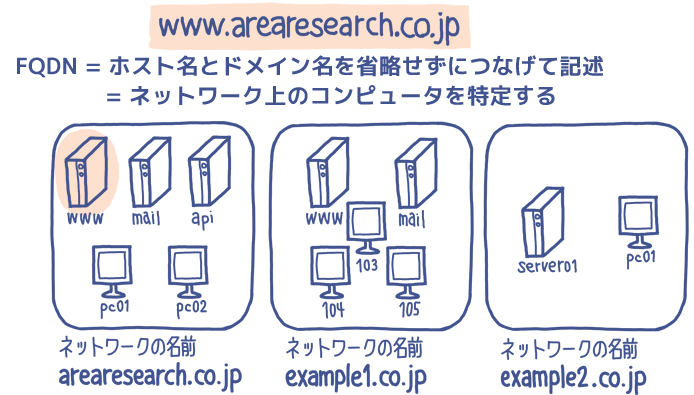 www.arearesearch.co.jp
FQDN = ホスト名とドメイン名を省略せずにつなげて記述
= ネットワーク上のコンピュータを特定する
www mail api
pc01 pc02
www mail
103
104 105
server01 pc01
ネットワークの名前
arearesearch.co.jp
ネットワークの名前
example1.co.jp
ネットワークの名前
example2.co.jp